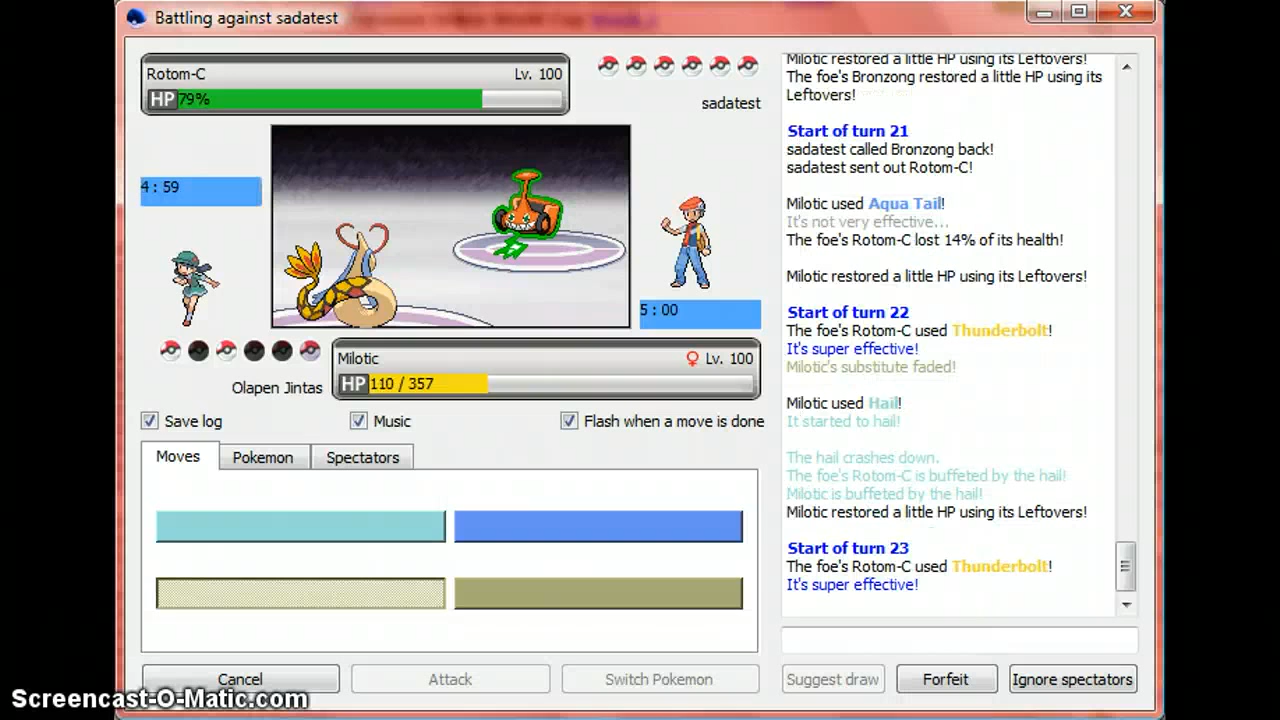 Battling against sadatest
Rotom-C Lv. 100
HP 79%
sadatest
4 : 59
5 : 00
Olapen Jintas
Milotic ♀ Lv. 100
HP 110 / 357
Save log
Music
Flash when a move is done
Moves
Pokemon
Spectators
Cancel
Attack
Switch Pokemon
Milotic restored a little HP using its Leftovers!
The foe's Bronzong restored a little HP using its
Leftovers!
Start of turn 21
sadatest called Bronzong back!
sadatest sent out Rotom-C!
Milotic used Aqua Tail!
It's not very effective...
The foe's Rotom-C lost 14% of its health!
Milotic restored a little HP using its Leftovers!
Start of turn 22
The foe's Rotom-C used Thunderbolt!
It's super effective!
Milotic's substitute faded!
Milotic used Hail!
It started to hail!
The hail crashes down.
The foe's Rotom-C is buffeted by the hail!
Milotic is buffeted by the hail!
Milotic restored a little HP using its Leftovers!
Start of turn 23
The foe's Rotom-C used Thunderbolt!
It's super effective!
Suggest draw
Forfeit
Ignore spectators
Screencast-O-Matic.com